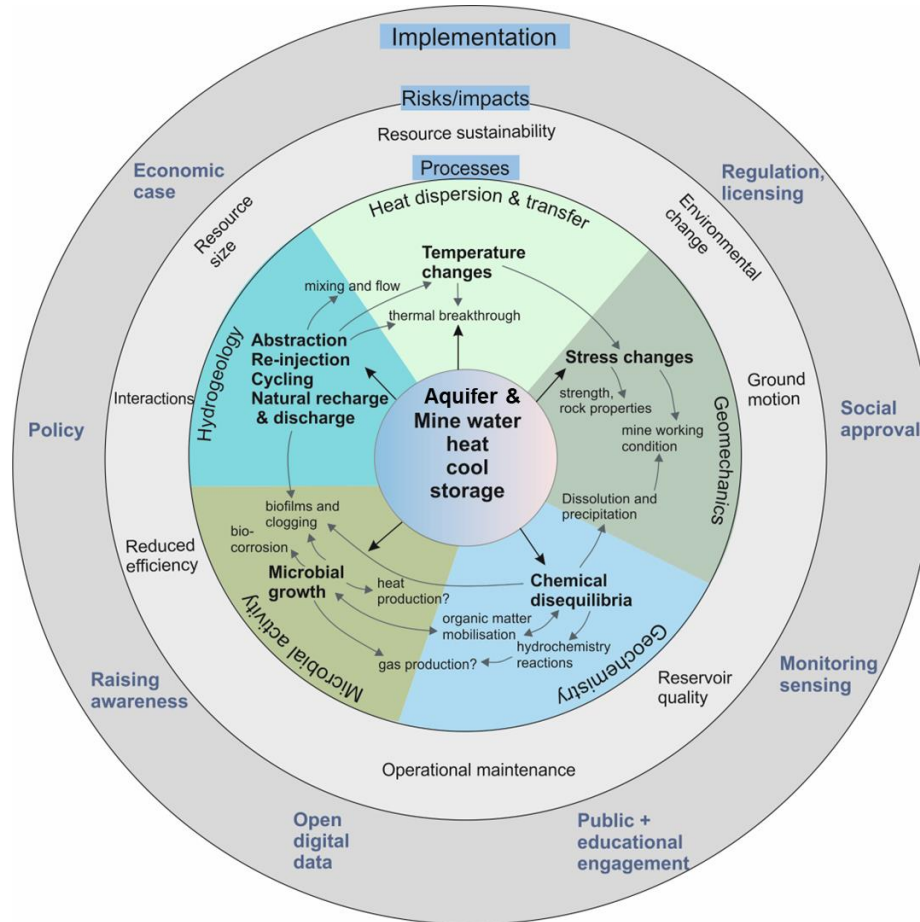 Implementation
Risks/impacts
Resource sustainability
Processes
Heat dispersion & transfer
Economic
case
Regulation,
licensing
Resource
size
Environmental
change
Temperature
changes
mixing and flow
thermal breakthrough
Hydrogeology
Abstraction
Re-injection
Cycling
Natural recharge
& discharge
Stress changes
strength,
rock properties
mine working
condition
Geomechanics
Ground
motion
Interactions
Policy
Social
approval
Aquifer &
Mine water
heat
cool
storage
Dissolution and
precipitation
biofilms and
clogging
bio-
corrosion
Reduced
efficiency
Microbial
growth
heat
production?
Chemical
disequilibria
organic matter
mobilisation
hydrochemistry
reactions
gas production?
Microbial activity
Geochemistry
Reservoir
quality
Raising
awareness
Monitoring
sensing
Operational maintenance
Open
digital
data
Public +
educational
engagement